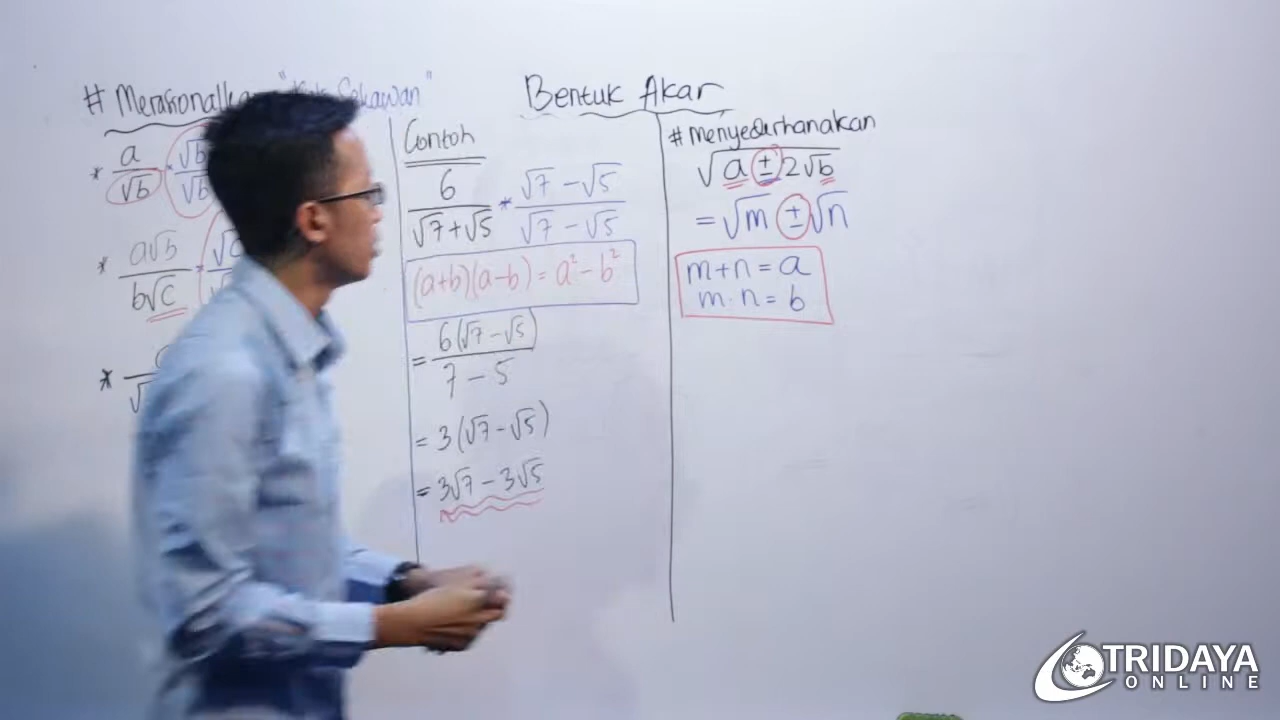 Bentuk Akar
# Merasionalkan "
Sekawan"
* a/√b * √b/√b
* a√b/b√c *
*
Contoh
6/(√7+√5) * (√7-√5)/(√7-√5)
(a+b)(a-b) = a²-b²
= 6(√7-√5)/(7-5)
= 3(√7-√5)
= 3√7-3√5
#menyederhanakan
√(a±2√b)
= √m ± √n
m+n = a
m·n = b
TRIDAYA
ONLINE